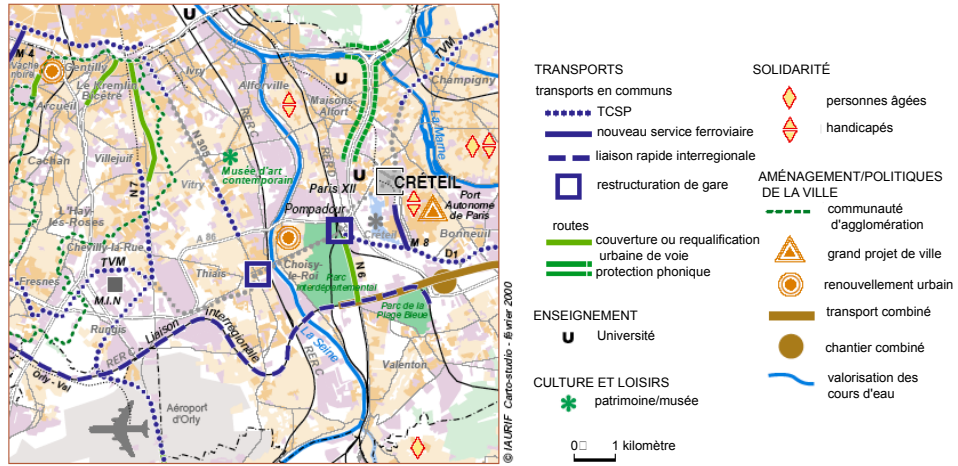 M 4
Vache
noire
Gentilly
Le Kremlin
Bicêtre
Arcueil
Cachan
Villejuif
L'Haÿ-
les-Roses
Chevilly-la-Rue
TVM
Fresnes
M.I.N
Rungis
Orly - Val
RER C
Liaison
interrégionale
N7
N 305
Ivry
Vitry
A 86
Thiais
Musée d'art
contemporain
Alforville
RER C
Maisons-
Alfort
RER D
Paris XII
Pompadour
Choisy-
le-Roi
Parc
interdépartemental
N6
Parc de la
Plage Bleue
La Seine
RER C
Valenton
Aéroport
d'Orly
TVM
Champigny
La Marne
CRÉTEIL
Port
Autonome
de Paris
Créteil
Bonneuil
M 8
D1
U
U
U
© IAURIF Carto-studio - février 2000
TRANSPORTS
transports en communs
TCSP
nouveau service ferroviaire
liaison rapide interregionale
restructuration de gare
routes
couverture ou requalification
urbaine de voie
protection phonique
ENSEIGNEMENT
U Université
CULTURE ET LOISIRS
patrimoine/musée
0 1 kilomètre
SOLIDARITÉ
personnes âgées
handicapés
AMÉNAGEMENT/POLITIQUES
DE LA VILLE
communauté
d'agglomération
grand projet de ville
renouvellement urbain
transport combiné
chantier combiné
valorisation des
cours d'eau